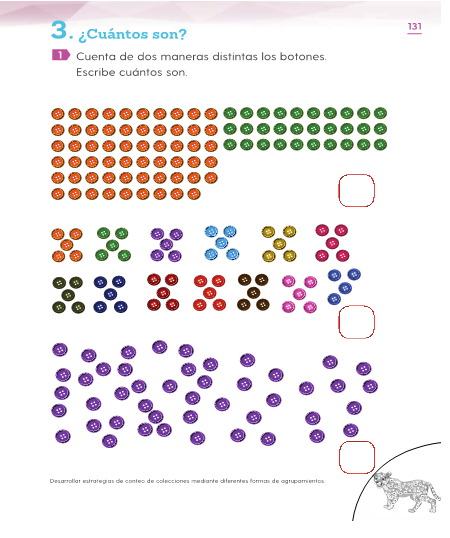 3. ¿Cuántos son?
131
1 Cuenta de dos maneras distintas los botones.
Escribe cuántos son.
Desarrollar estrategias de conteo de colecciones mediante diferentes formas de agrupamientos.